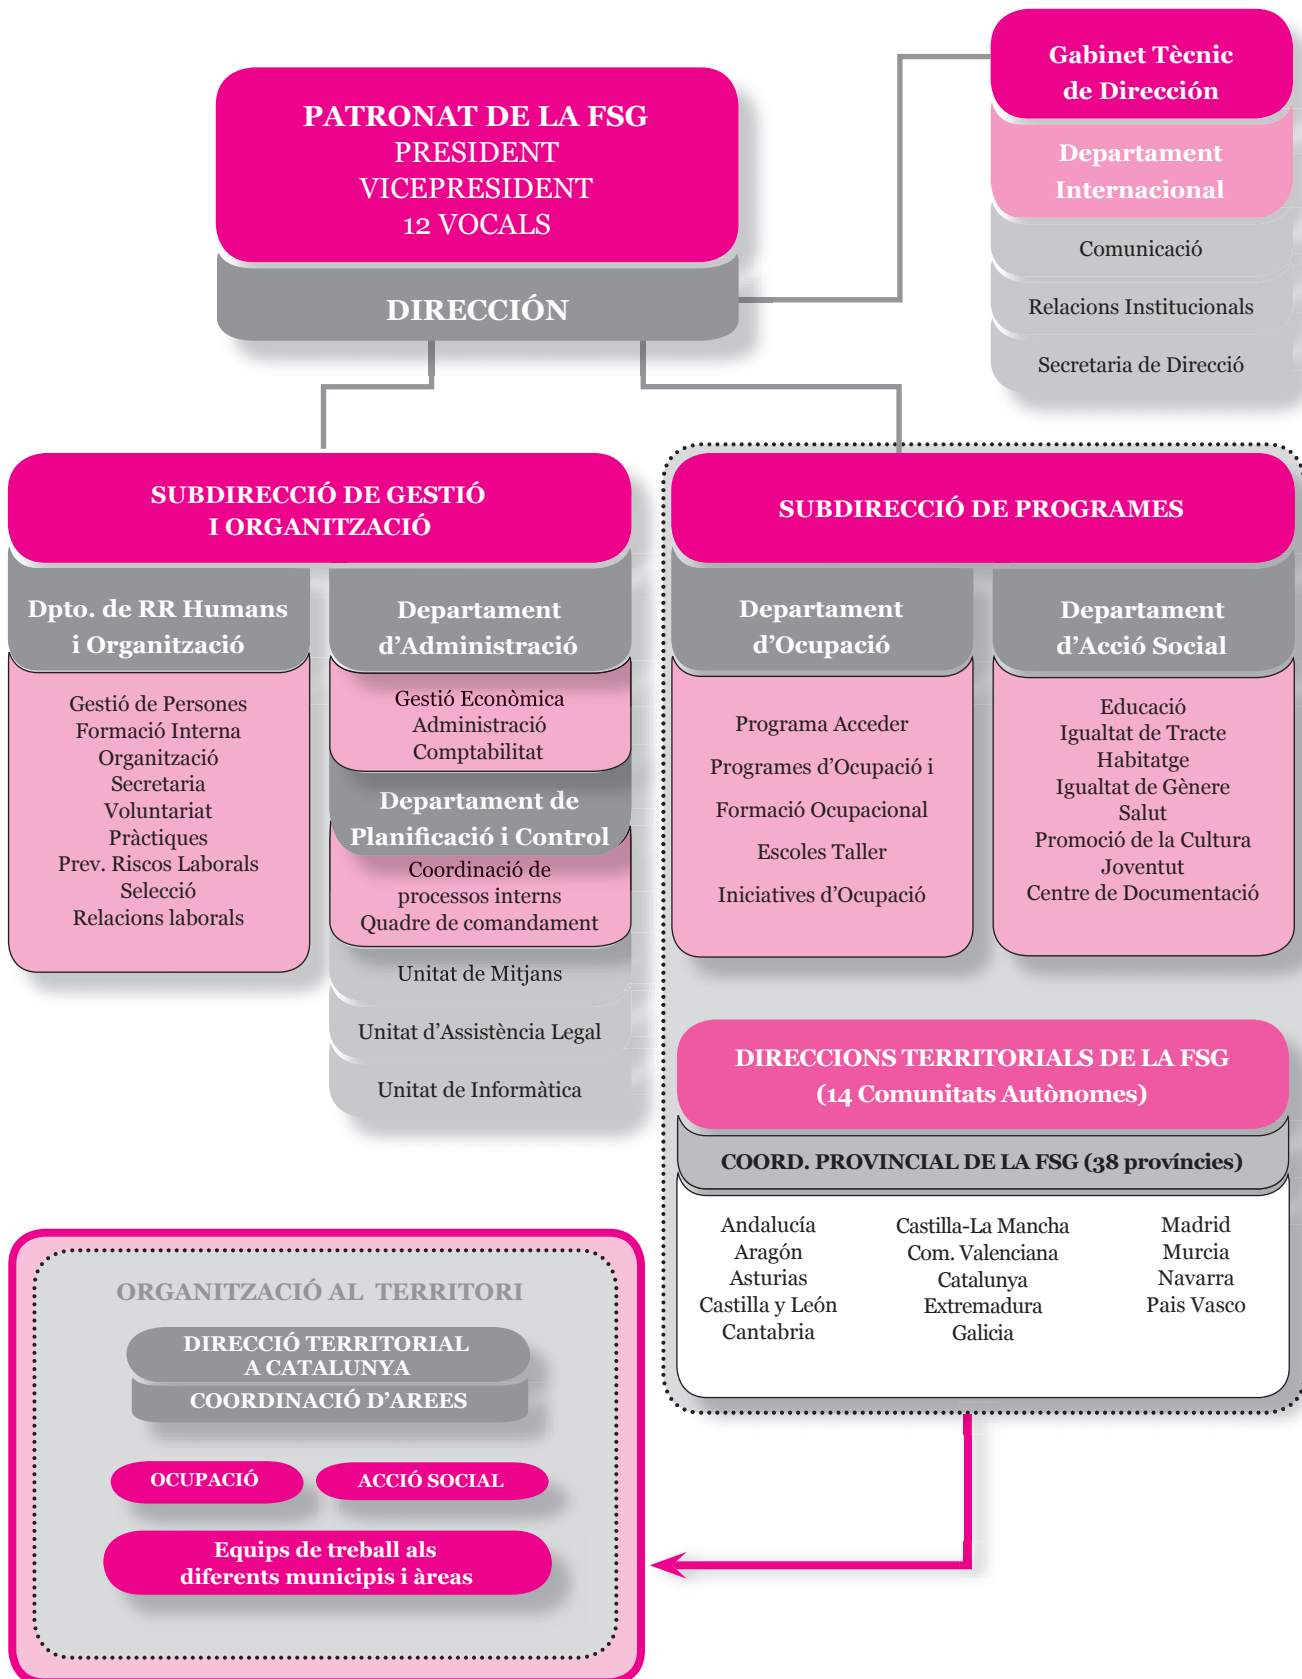 PATRONAT DE LA FSG
PRESIDENT
VICEPRESIDENT
12 VOCALS
DIRECCIÓN
Gabinet Tècnic
de Dirección
Departament
Internacional
Comunicació
Relacions Institucionals
Secretaria de Direcció
SUBDIRECCIÓ DE GESTIÓ
I ORGANITZACIÓ
Dpto. de RR Humans
i Organització
Gestió de Persones
Formació Interna
Organització
Secretaria
Voluntariat
Pràctiques
Prev. Riscos Laborals
Selecció
Relacions laborals
Departament
d’Administració
Gestió Econòmica
Administració
Comptabilitat
Departament de
Planificació i Control
Coordinació de
processos interns
Quadre de comandament
Unitat de Mitjans
Unitat d’Assistència Legal
Unitat de Informàtica
SUBDIRECCIÓ DE PROGRAMES
Departament
d’Ocupació
Programa Acceder
Programes d’Ocupació i
Formació Ocupacional
Escoles Taller
Iniciatives d’Ocupació
Departament
d’Acció Social
Educació
Igualtat de Tracte
Habitatge
Igualtat de Gènere
Salut
Promoció de la Cultura
Joventut
Centre de Documentació
DIRECCIONS TERRITORIALS DE LA FSG
(14 Comunitats Autònomes)
COORD. PROVINCIAL DE LA FSG (38 províncies)
Andalucía
Aragón
Asturias
Castilla y León
Cantabria
Castilla-La Mancha
Com. Valenciana
Catalunya
Extremadura
Galicia
Madrid
Murcia
Navarra
Pais Vasco
ORGANITZACIÓ AL TERRITORI
DIRECCIÓ TERRITORIAL
A CATALUNYA
COORDINACIÓ D’AREES
OCUPACIÓ
ACCIÓ SOCIAL
Equips de treball als
diferents municipis i àreas